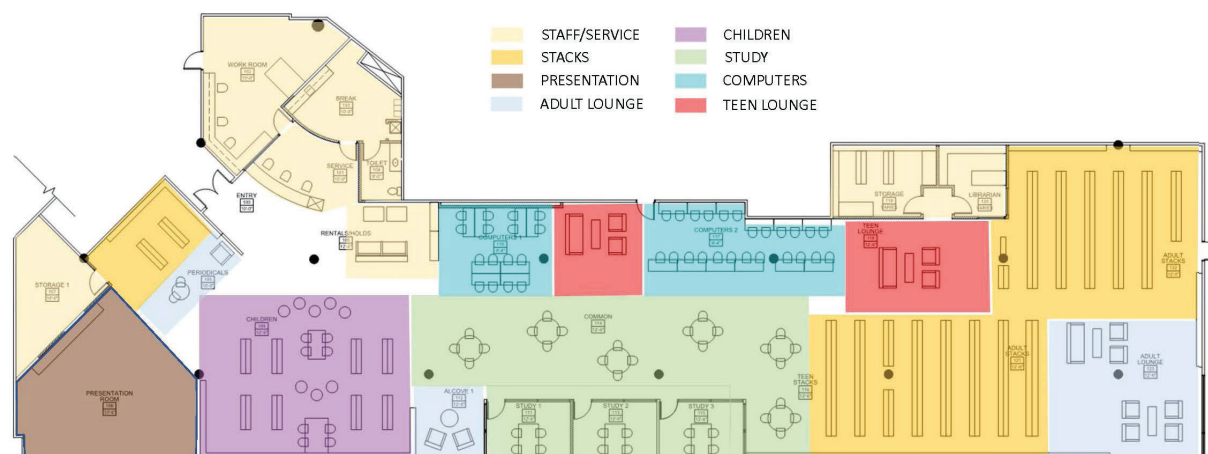 STAFF/SERVICE
STACKS
PRESENTATION
ADULT LOUNGE
CHILDREN
STUDY
COMPUTERS
TEEN LOUNGE
WORK ROOM
BREAK
SERVICE
TOILET
ENTRY
RENTALS/HOLDS
PERIODICALS
STORAGE 1
COMPUTERS 1
COMPUTERS 2
STORAGE
LIBRARIAN
TEEN
LOUNGE
ADULT
STACKS
CHILDREN
COMMON
ADULT
STACKS
ADULT
LOUNGE
TEEN
STACKS
PRESENTATION
ROOM
ALCOVE 1
STUDY 1
STUDY 2
STUDY 3